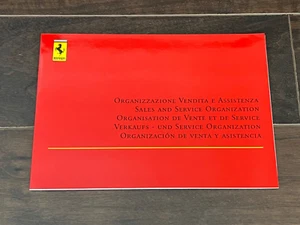 Organizzazione Vendita e Assistenza
Sales and Service Organization
Organisation de Vente et de Service
Verkaufs - und Service Organization
Organización de venta y asistencia